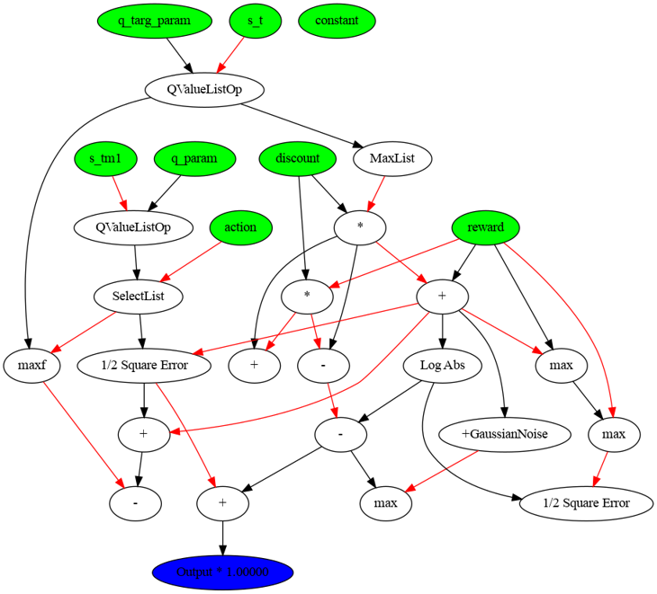 q_targ_param
s_t
constant
QValueListOp
s_tm1
q_param
discount
MaxList
QValueListOp
action
*
reward
SelectList
*
+
maxf
1/2 Square Error
+
-
Log Abs
max
+
-
+GaussianNoise
max
-
+
max
1/2 Square Error
Output * 1.00000